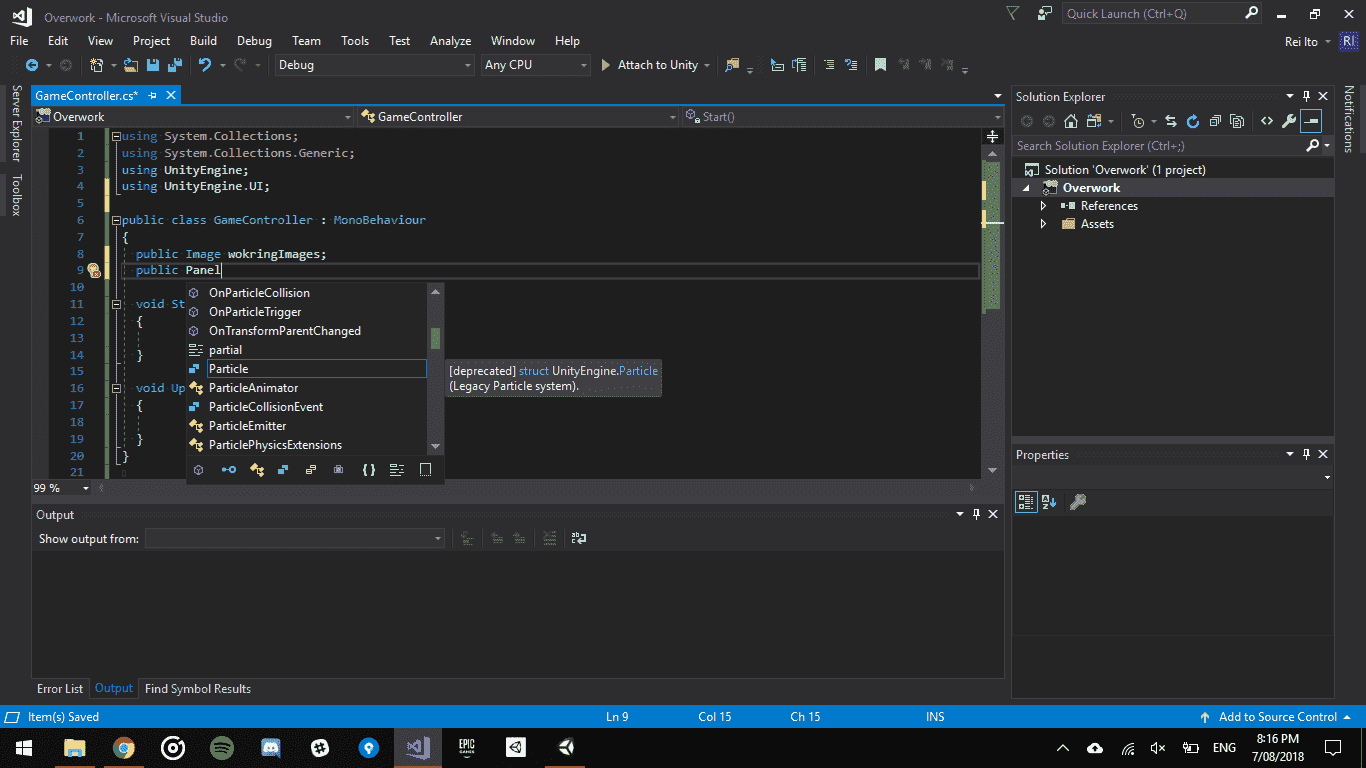 Overwork - Microsoft Visual Studio
Quick Launch (Ctrl+Q)
File Edit View Project Build Debug Team Tools Test Analyze Window Help
Rei Ito RI
Debug Any CPU Attach to Unity
Server Explorer
Toolbox
Notifications
GameController.cs*
Overwork GameController Start()
1 using System.Collections;
2 using System.Collections.Generic;
3 using UnityEngine;
4 using UnityEngine.UI;
5
6 public class GameController : MonoBehaviour
7 {
8 public Image wokringImages;
9 public Panel
10
11 void St
12 {
13
14 }
15
16 void Up
17 {
18
19 }
20 }
21
OnParticleCollision
OnParticleTrigger
OnTransformParentChanged
partial
Particle
ParticleAnimator
ParticleCollisionEvent
ParticleEmitter
ParticlePhysicsExtensions
[deprecated] struct UnityEngine.Particle
(Legacy Particle system).
99 %
Output
Show output from:
Error List Output Find Symbol Results
Solution Explorer
Search Solution Explorer (Ctrl+;)
Solution 'Overwork' (1 project)
Overwork
References
Assets
Properties
Item(s) Saved Ln 9 Col 15 Ch 15 INS Add to Source Control
EPIC
GAMES
ENG
8:16 PM
7/08/2018